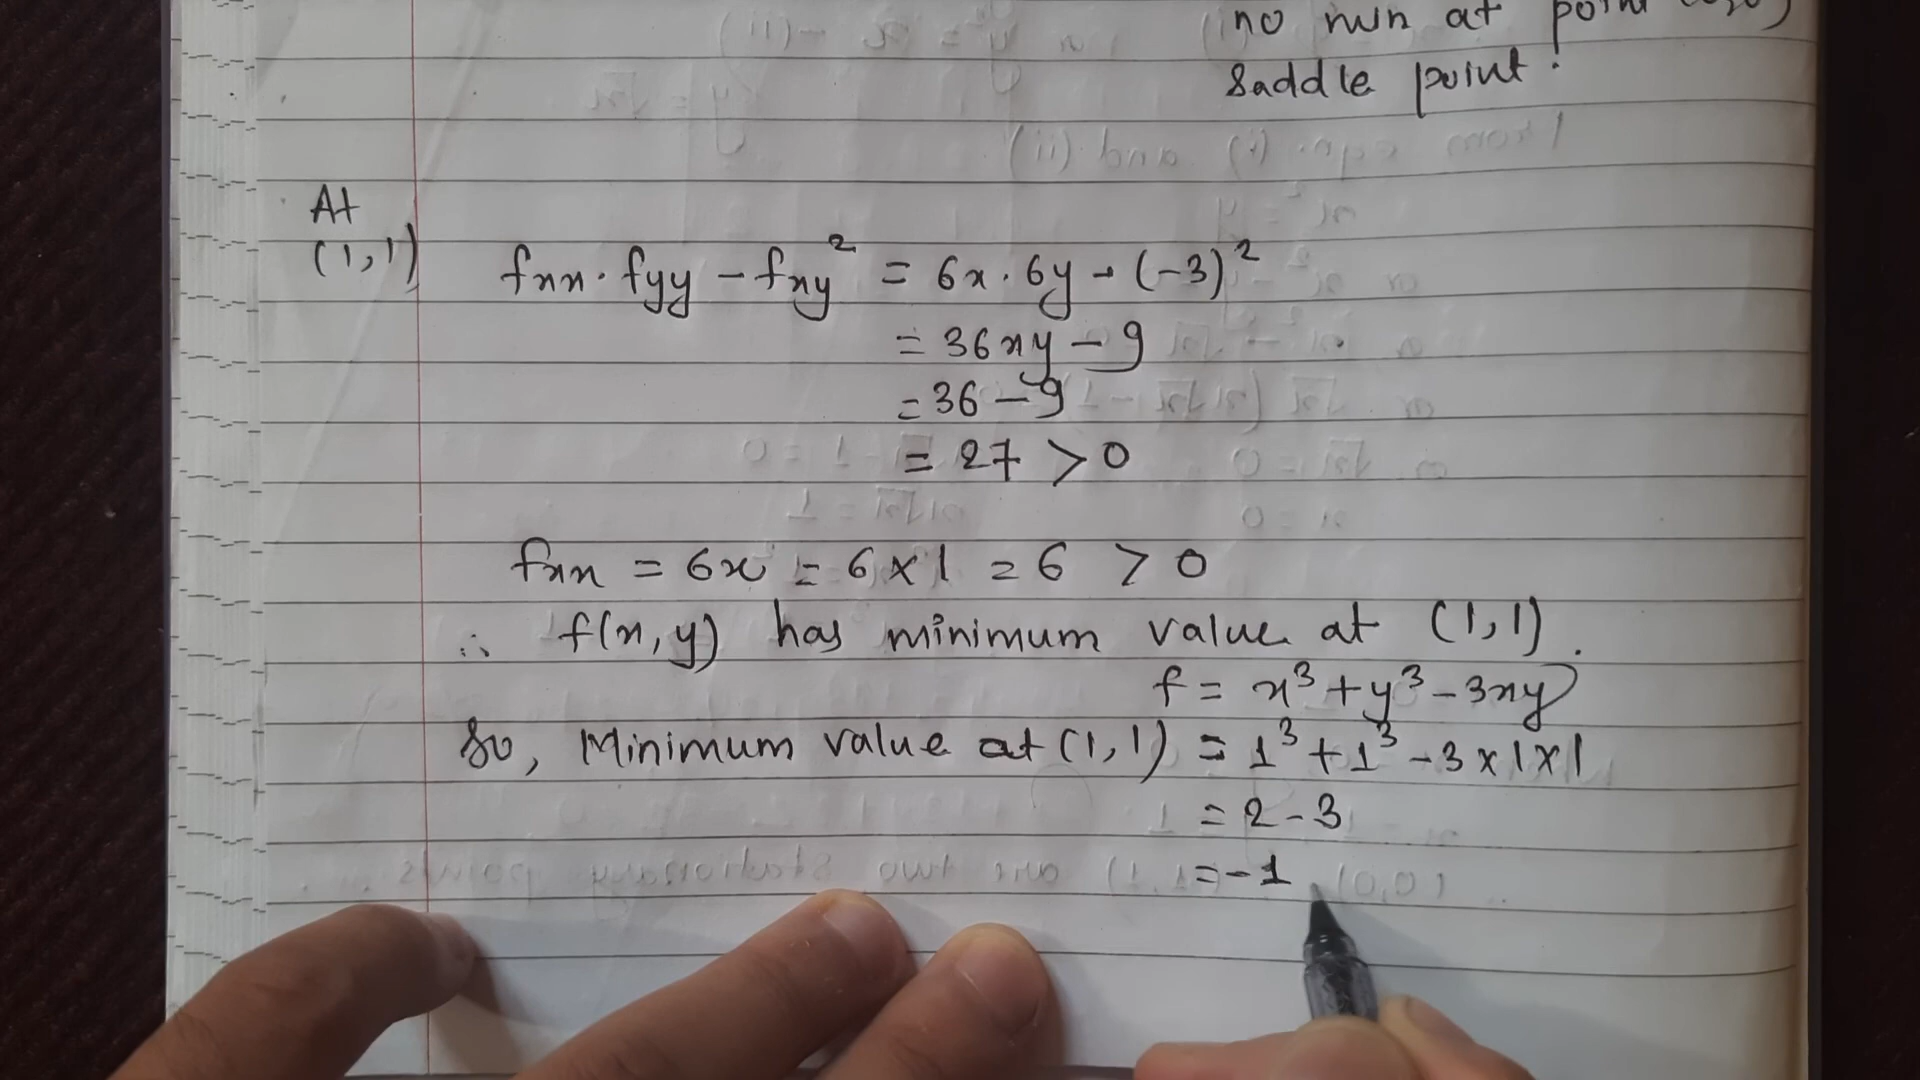 no min at point
Saddle point.
At
(1,1)
fxx · fyy - fxy² = 6x · 6y - (-3)²
= 36xy - 9
= 36 - 9
= 27 > 0
fxx = 6x = 6×1 = 6 > 0
∴ f(x,y) has minimum value at (1,1).
f = x³+y³-3xy
So, Minimum value at (1,1) = 1³+1³-3×1×1
= 2-3
= -1